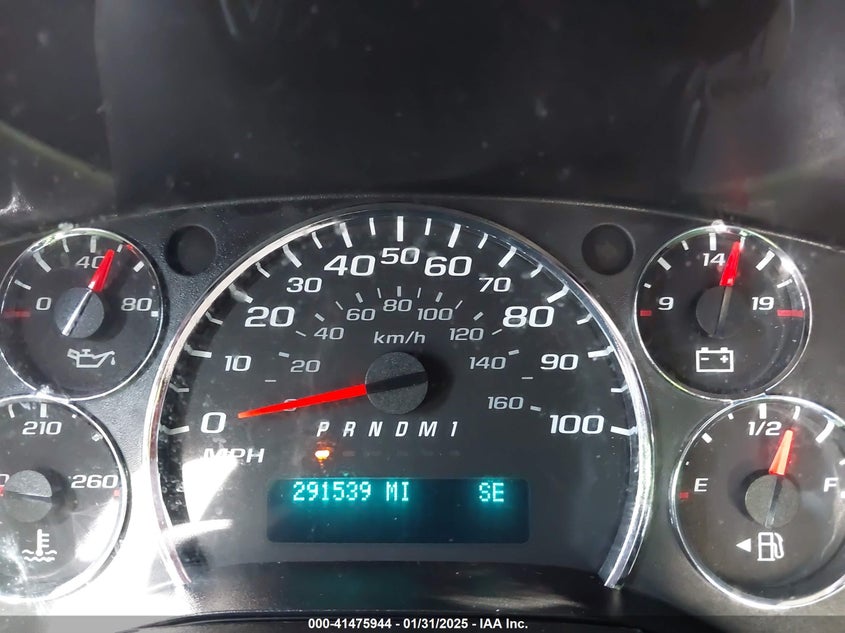 40
0 80
210
260
0 10 20 30 40 50 60 70 80 90 100
MPH
20 40 60 80 100 120 140 160
km/h
P R N D M 1
291539 MI SE
14
9 19
1/2
E F
000-41475944 - 01/31/2025 - IAA Inc.